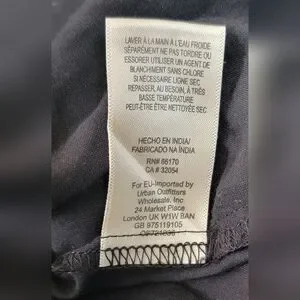 LAVER À LA MAIN À L'EAU FROIDE
SÉPARÉMENT NE PAS TORDRE OU
ESSORER UTILISER UN AGENT DE
BLANCHIMENT SANS CHLORE
SI NÉCESSAIRE LIGNE SEC
REPASSER, AU BESOIN, À TRÈS
BASSE TEMPÉRATURE
PEUT-ÊTRE ÊTRE NETTOYÉE SEC
HECHO EN INDIA/
FABRICADO NA ÍNDIA
RN# 66170
CA # 32054
For EU-Imported by
Urban Outfitters
Wholesale, Inc
24 Market Place
London UK W1W 8AN
GB 975119105